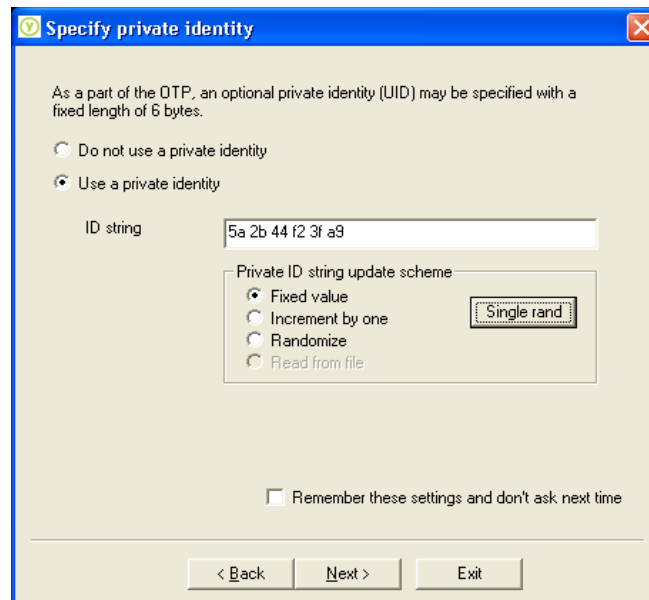 Specify private identity
As a part of the OTP, an optional private identity (UID) may be specified with a
fixed length of 6 bytes.
Do not use a private identity
Use a private identity
ID string
5a 2b 44 f2 3f a9
Private ID string update scheme
Fixed value
Single rand
Increment by one
Randomize
Read from file
Remember these settings and don't ask next time
< Back
Next >
Exit